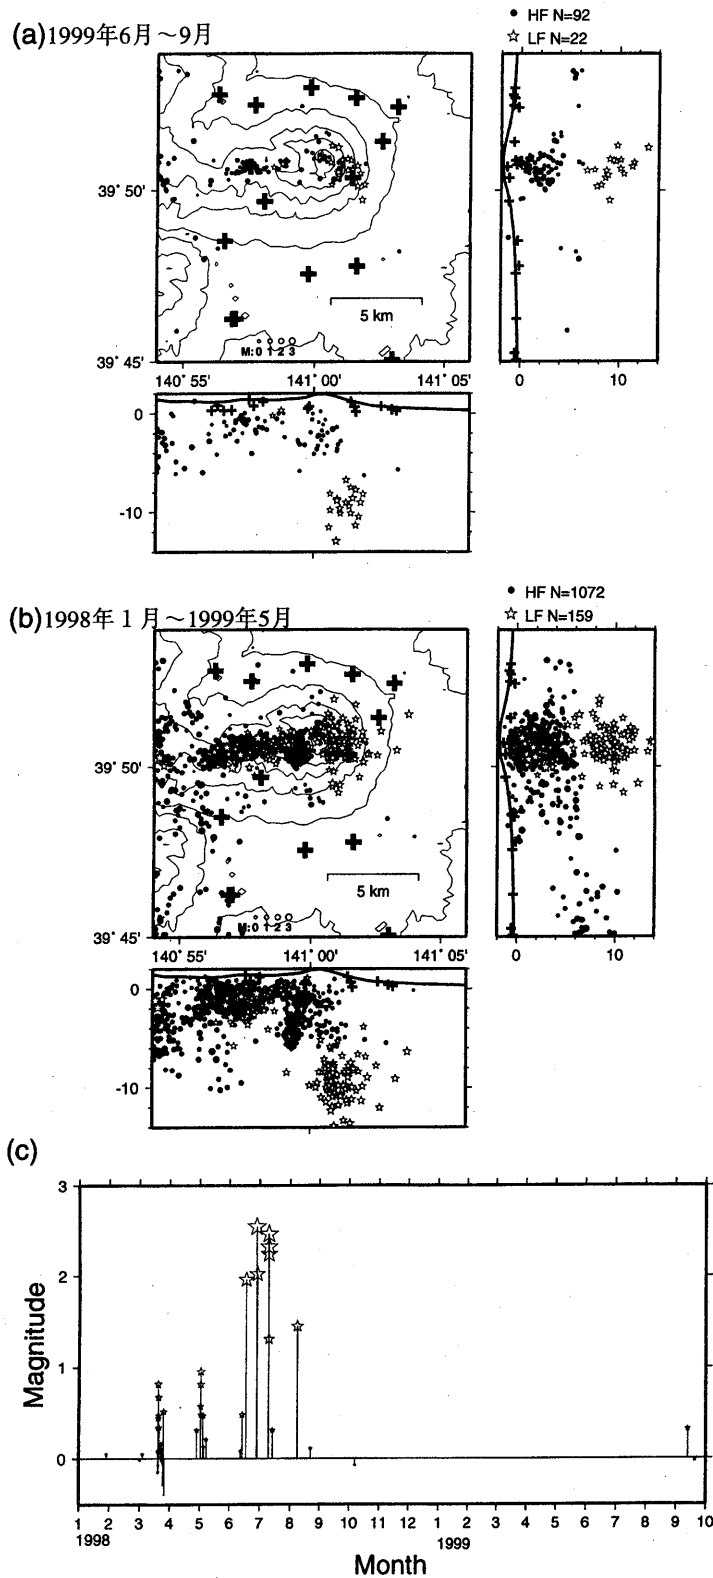 (a) 1999年6月～9月
HF N=92
LF N=22
39° 50'
5 km
M: 0 1 2 3
39° 45'
0 10
140° 55' 141° 00' 141° 05'
0
-10
(b) 1998年 1 月～1999年5月
HF N=1072
LF N=159
39° 50'
5 km
M: 0 1 2 3
39° 45'
0 10
140° 55' 141° 00' 141° 05'
0
-10
(c)
3
2
1
0
Magnitude
1 2 3 4 5 6 7 8 9 10 11 12 1 2 3 4 5 6 7 8 9 10
1998 1999
Month